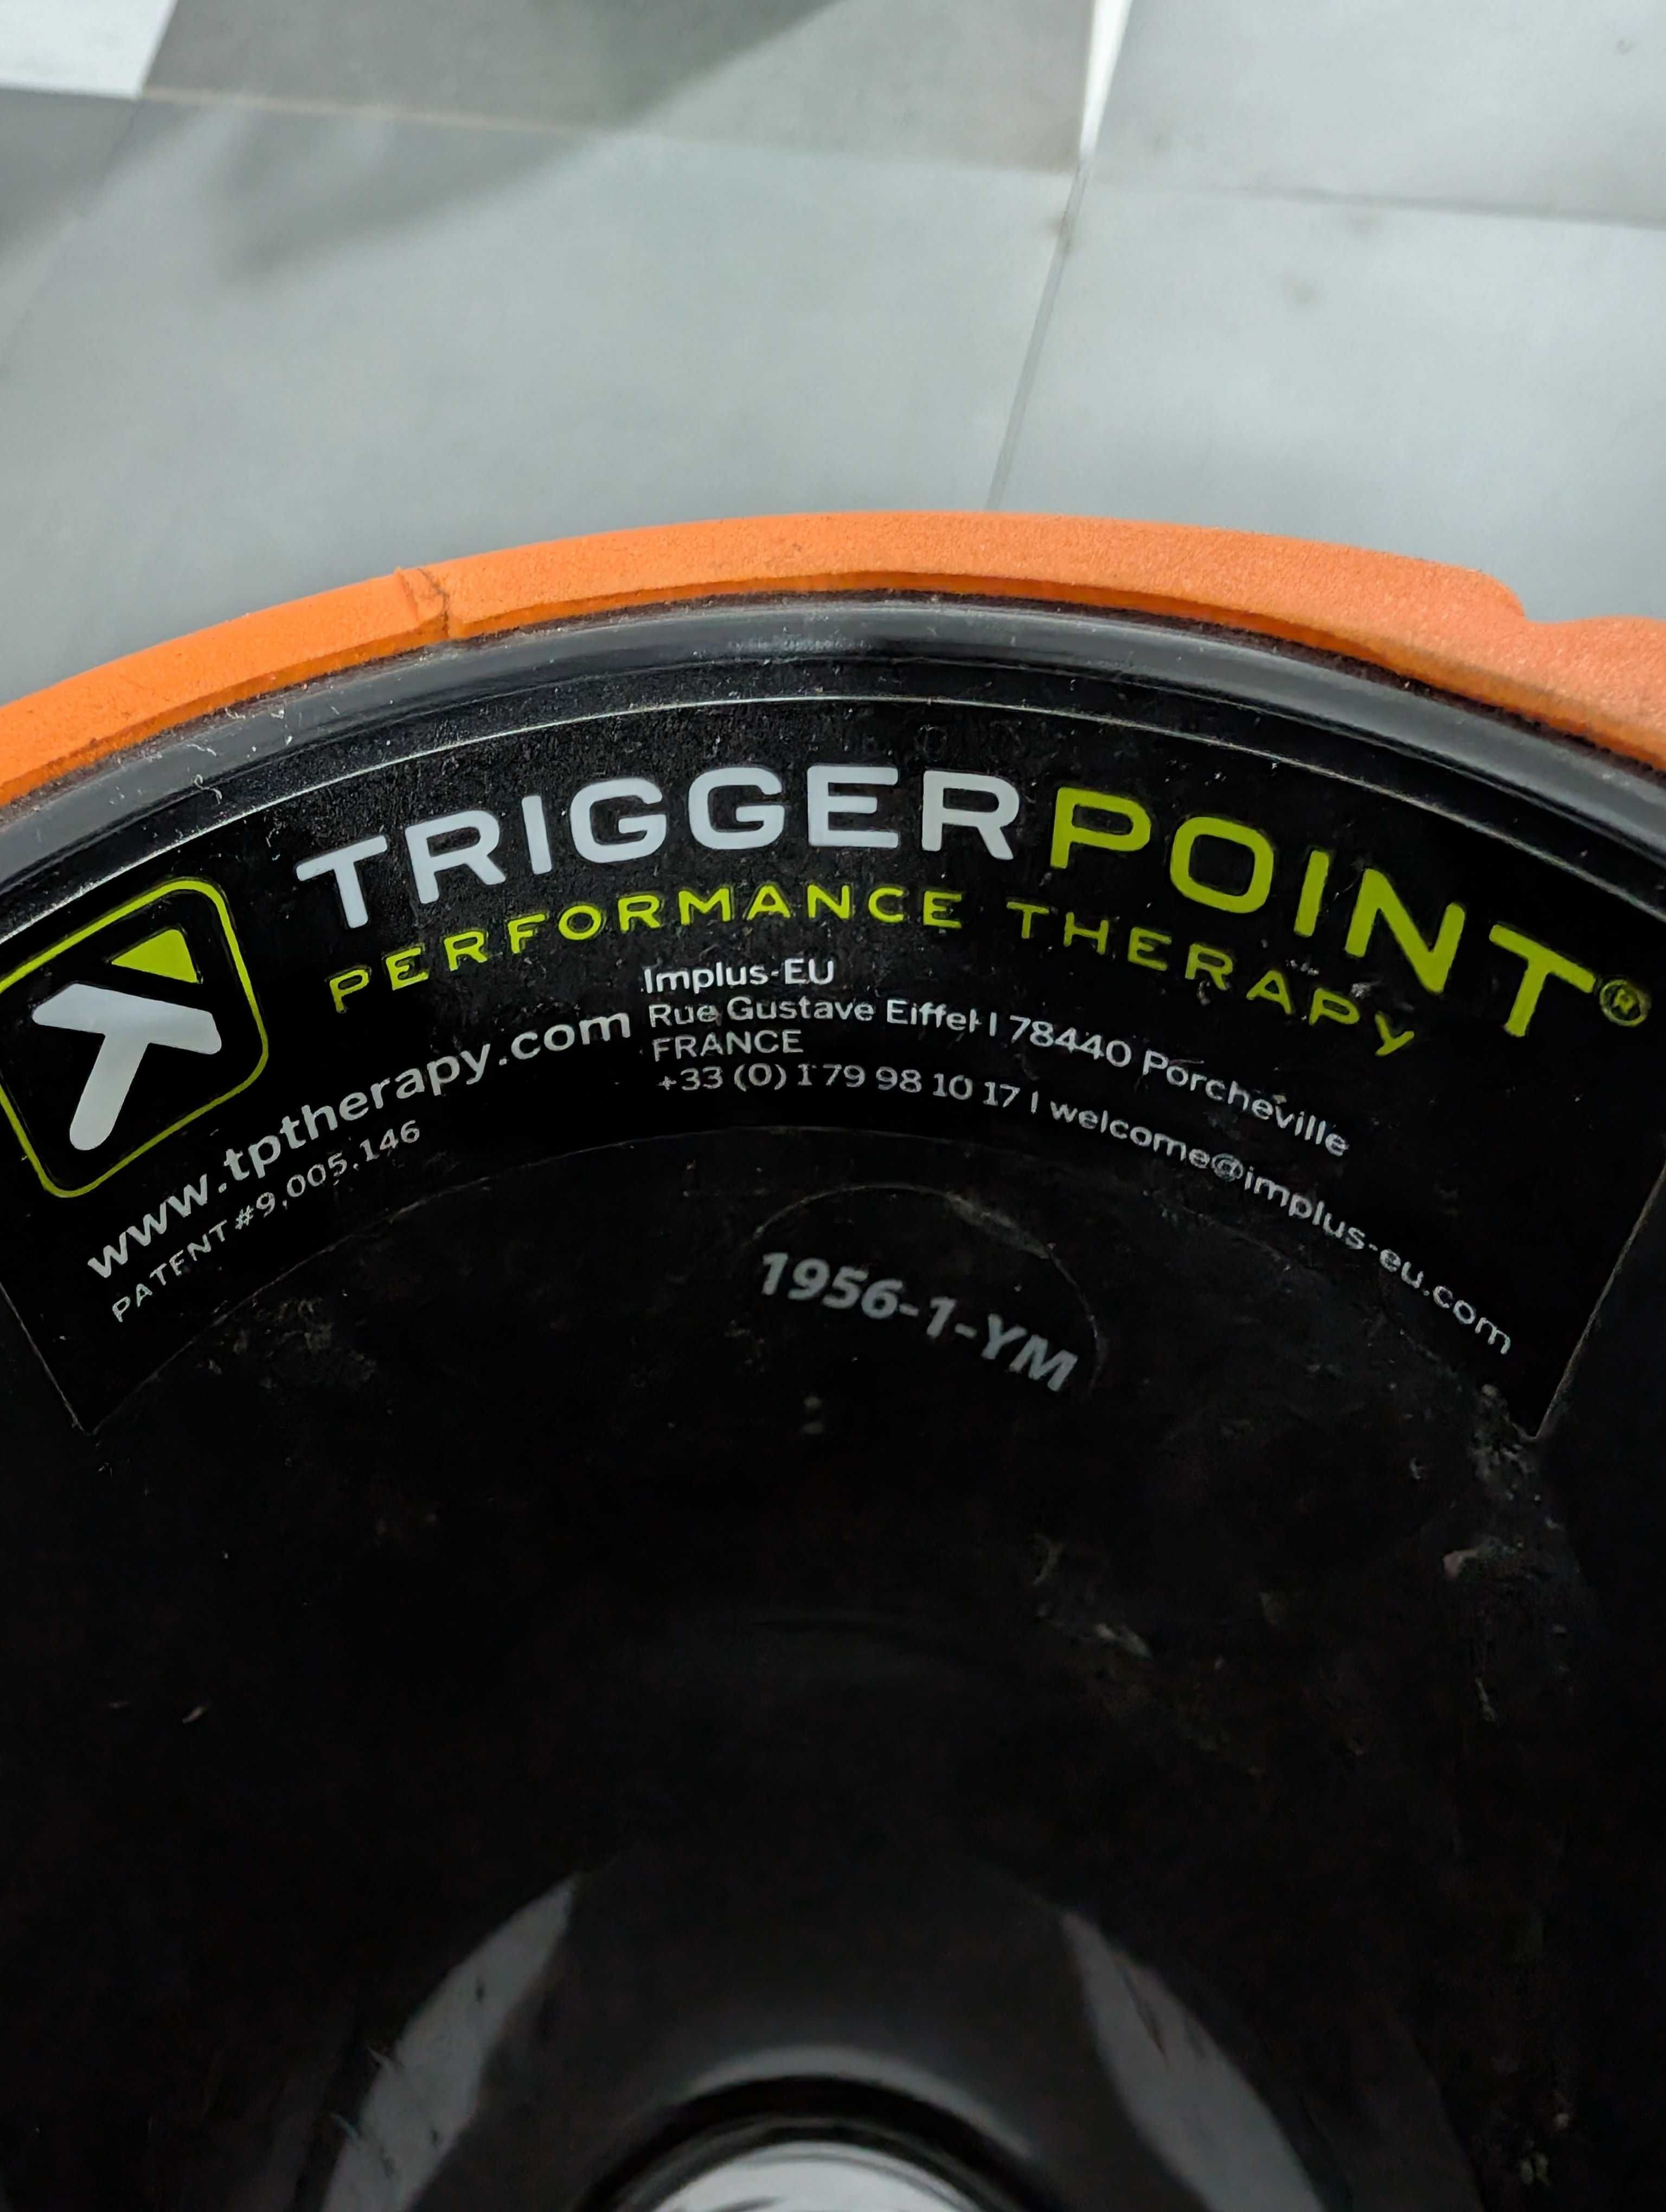 TRIGGERPOINT®
PERFORMANCE THERAPY
www.tptherapy.com
PATENT #9,005,146
Implus-EU
Rue Gustave Eiffel I 78440 Porcheville
FRANCE
+33 (0) 1 79 98 10 17 I welcome@implus-eu.com
1956-1-YM